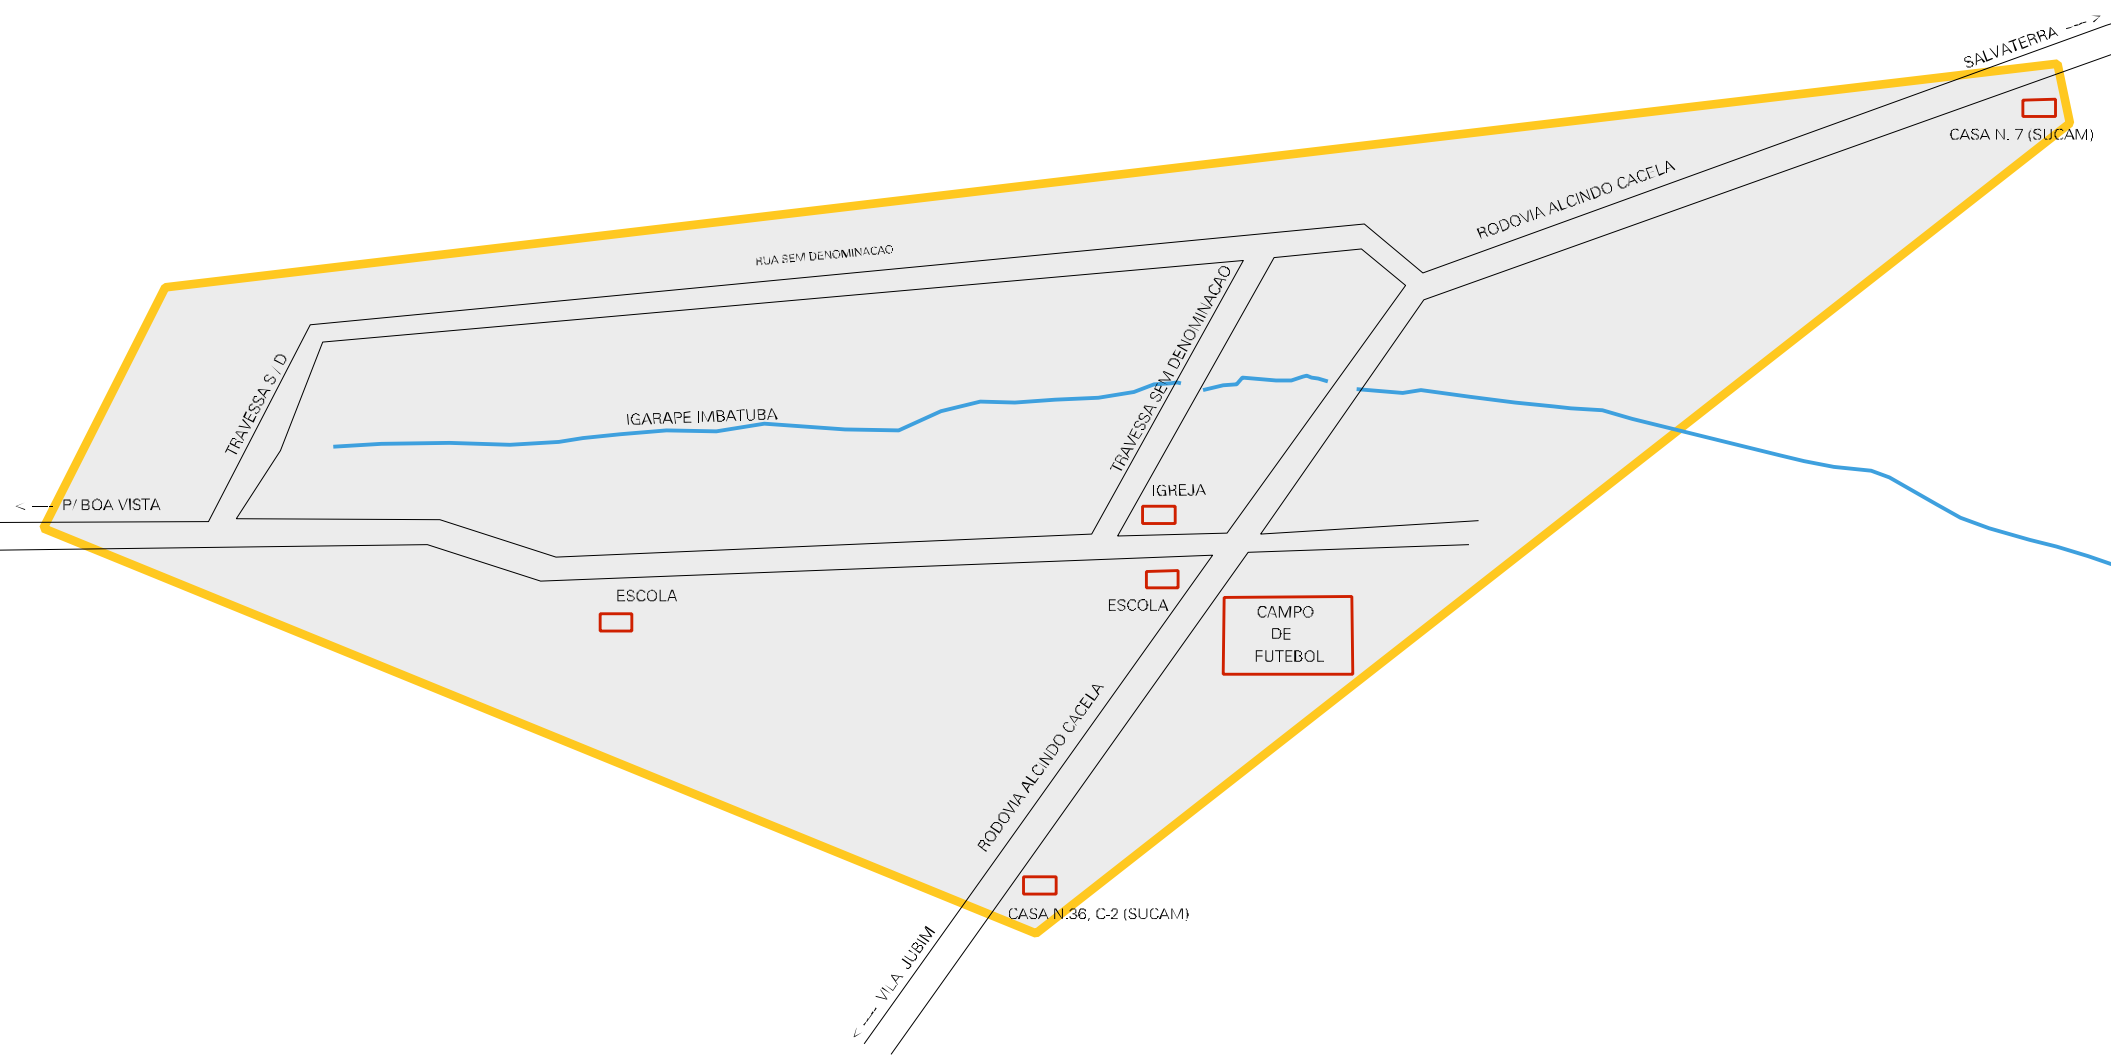 SALVATERRA --->
CASA N. 7 (SUCAM)
RODOVIA ALCINDO CACELA
RUA SEM DENOMINACAO
TRAVESSA SEM DENOMINACAO
TRAVESSA S / D
IGARAPE IMBATUBA
<--- P/ BOA VISTA
IGREJA
ESCOLA
ESCOLA
CAMPO
DE
FUTEBOL
RODOVIA ALCINDO CACELA
CASA N.36, C-2 (SUCAM)
<---- VILA JUBIM